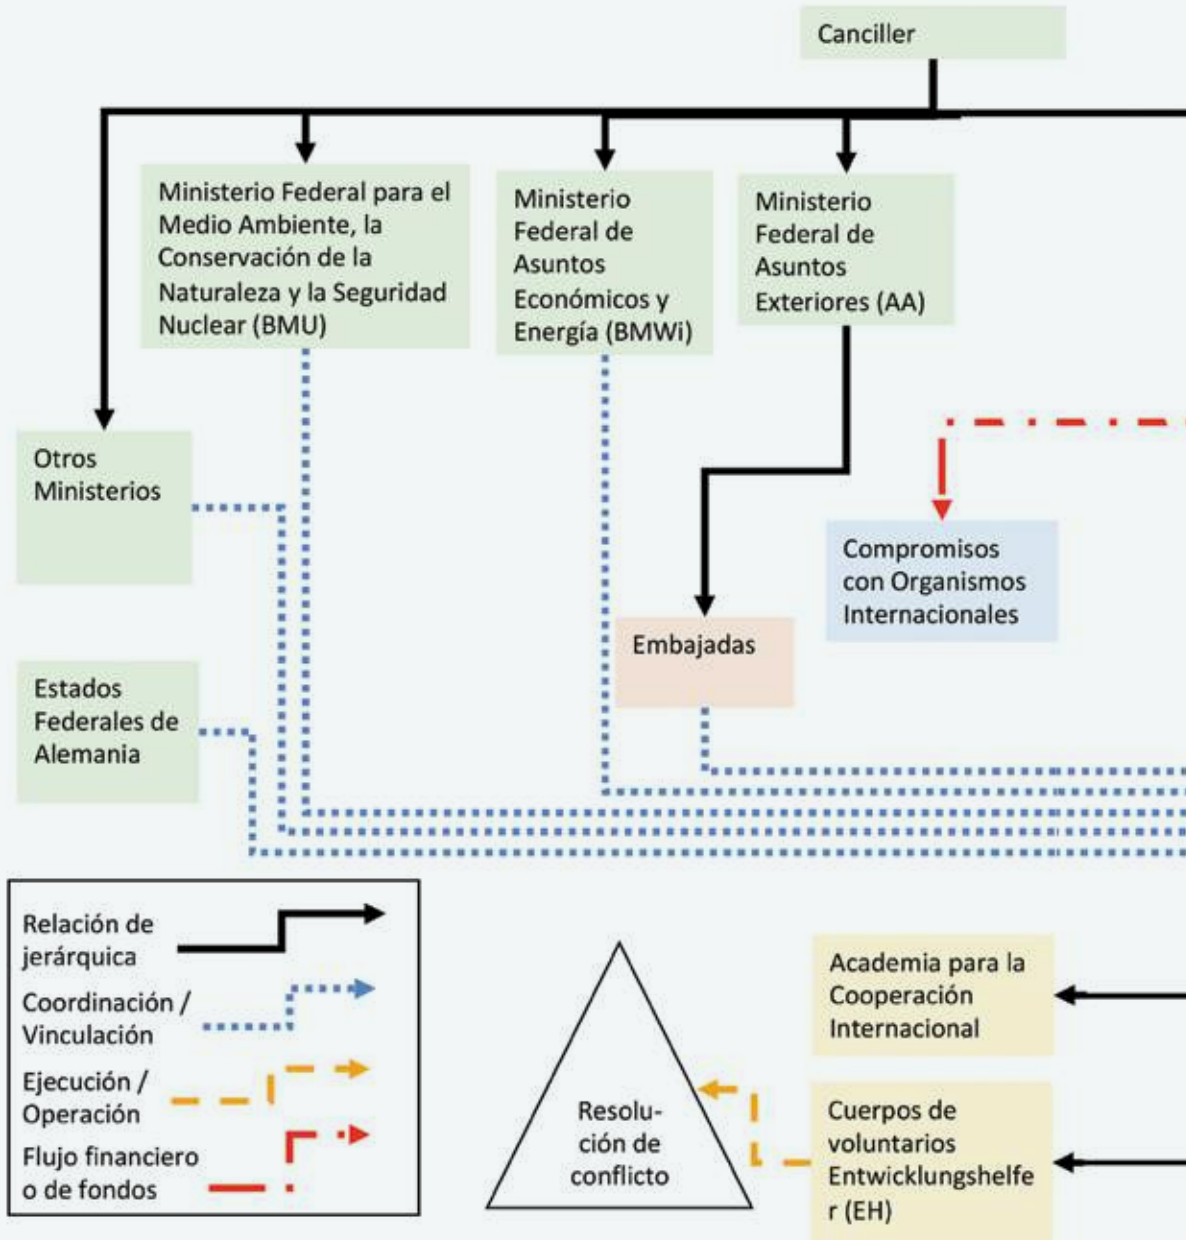 Canciller
Ministerio Federal para el
Medio Ambiente, la
Conservación de la
Naturaleza y la Seguridad
Nuclear (BMU)
Ministerio
Federal de
Asuntos
Económicos y
Energía (BMWi)
Ministerio
Federal de
Asuntos
Exteriores (AA)
Otros
Ministerios
Compromisos
con Organismos
Internacionales
Embajadas
Estados
Federales de
Alemania
Relación de
jerárquica
Coordinación /
Vinculación
Ejecución /
Operación
Flujo financiero
o de fondos
Resolu-
ción de
conflicto
Academia para la
Cooperación
Internacional
Cuerpos de
voluntarios
Entwicklungshelfe
r (EH)